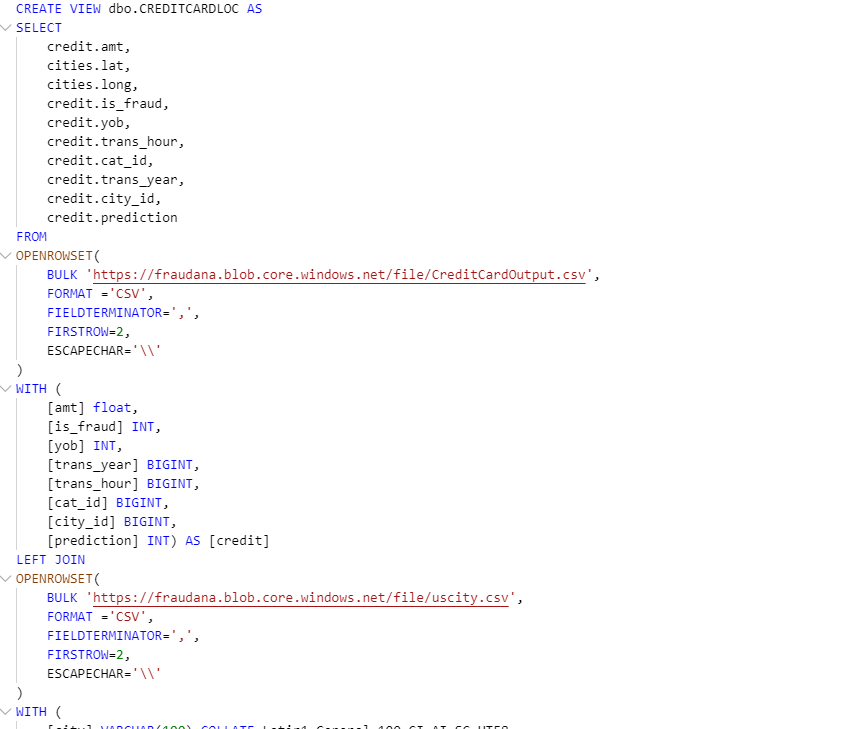 CREATE VIEW dbo.CREDITCARDLOC AS
SELECT
credit.amt,
cities.lat,
cities.long,
credit.is_fraud,
credit.yob,
credit.trans_hour,
credit.cat_id,
credit.trans_year,
credit.city_id,
credit.prediction
FROM
OPENROWSET(
BULK 'https://fraudana.blob.core.windows.net/file/CreditCardOutput.csv',
FORMAT ='CSV',
FIELDTERMINATOR=',',
FIRSTROW=2,
ESCAPECHAR='\\'
)
WITH (
[amt] float,
[is_fraud] INT,
[yob] INT,
[trans_year] BIGINT,
[trans_hour] BIGINT,
[cat_id] BIGINT,
[city_id] BIGINT,
[prediction] INT) AS [credit]
LEFT JOIN
OPENROWSET(
BULK 'https://fraudana.blob.core.windows.net/file/uscity.csv',
FORMAT ='CSV',
FIELDTERMINATOR=',',
FIRSTROW=2,
ESCAPECHAR='\\'
)
WITH (
[city] VARCHAR(100) COLLATE